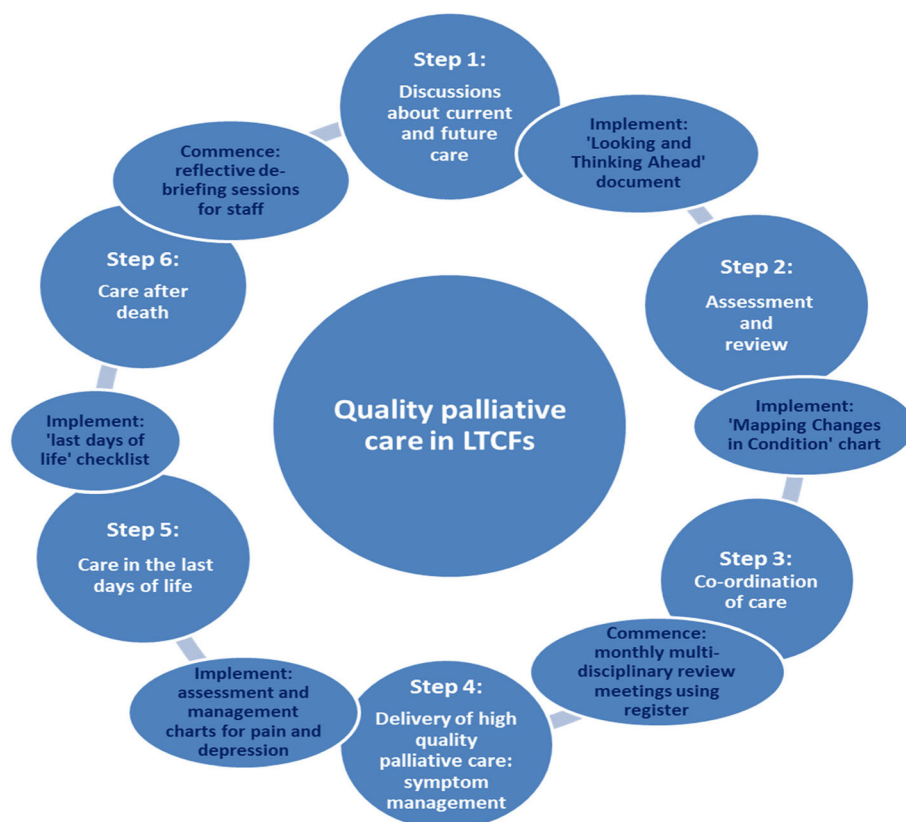 Step 1:
Discussions
about current
and future
care
Implement:
'Looking and
Thinking Ahead'
document
Step 2:
Assessment
and
review
Implement:
'Mapping Changes
in Condition' chart
Step 3:
Co-ordination
of care
Commence:
monthly multi-
disciplinary review
meetings using
register
Step 4:
Delivery of high
quality
palliative care:
symptom
management
Implement:
assessment and
management
charts for pain and
depression
Step 5:
Care in the last
days of life
Implement:
'last days of
life' checklist
Step 6:
Care after
death
Commence:
reflective de-
briefing sessions
for staff
Quality palliative
care in LTCFs